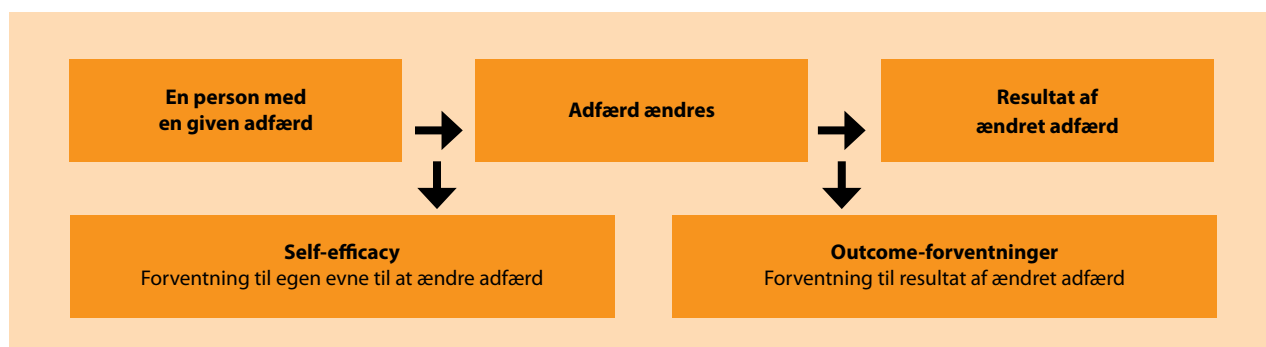 En person med
en given adfærd
Adfærd ændres
Resultat af
ændret adfærd
Self-efficacy
Forventning til egen evne til at ændre adfærd
Outcome-forventninger
Forventning til resultat af ændret adfærd